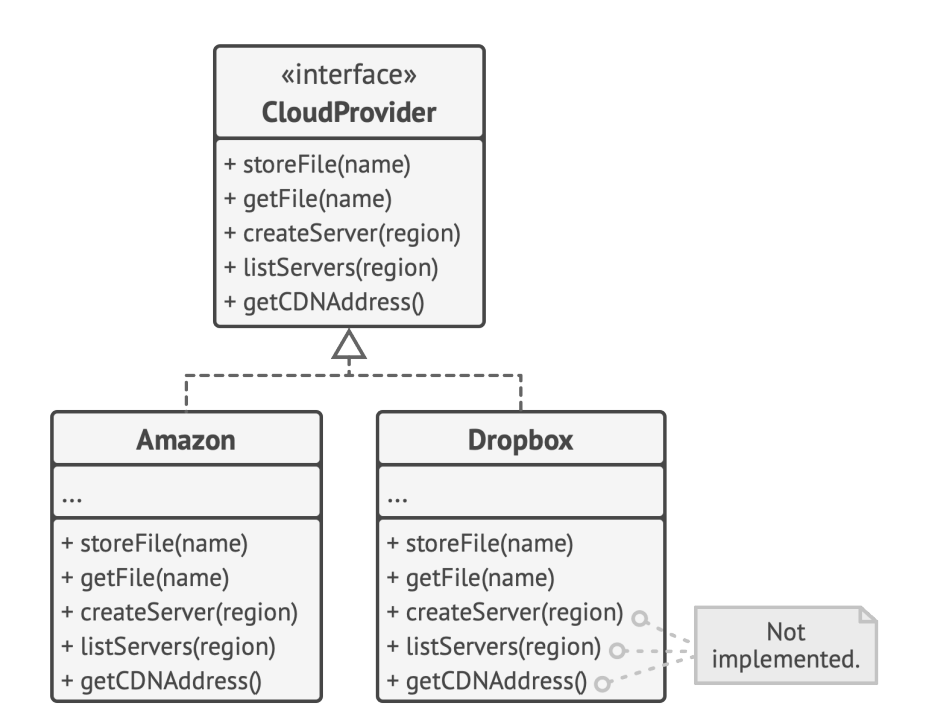 «interface»
CloudProvider
+ storeFile(name)
+ getFile(name)
+ createServer(region)
+ listServers(region)
+ getCDNAddress()
Amazon
...
+ storeFile(name)
+ getFile(name)
+ createServer(region)
+ listServers(region)
+ getCDNAddress()
Dropbox
...
+ storeFile(name)
+ getFile(name)
+ createServer(region)
+ listServers(region)
+ getCDNAddress()
Not
implemented.